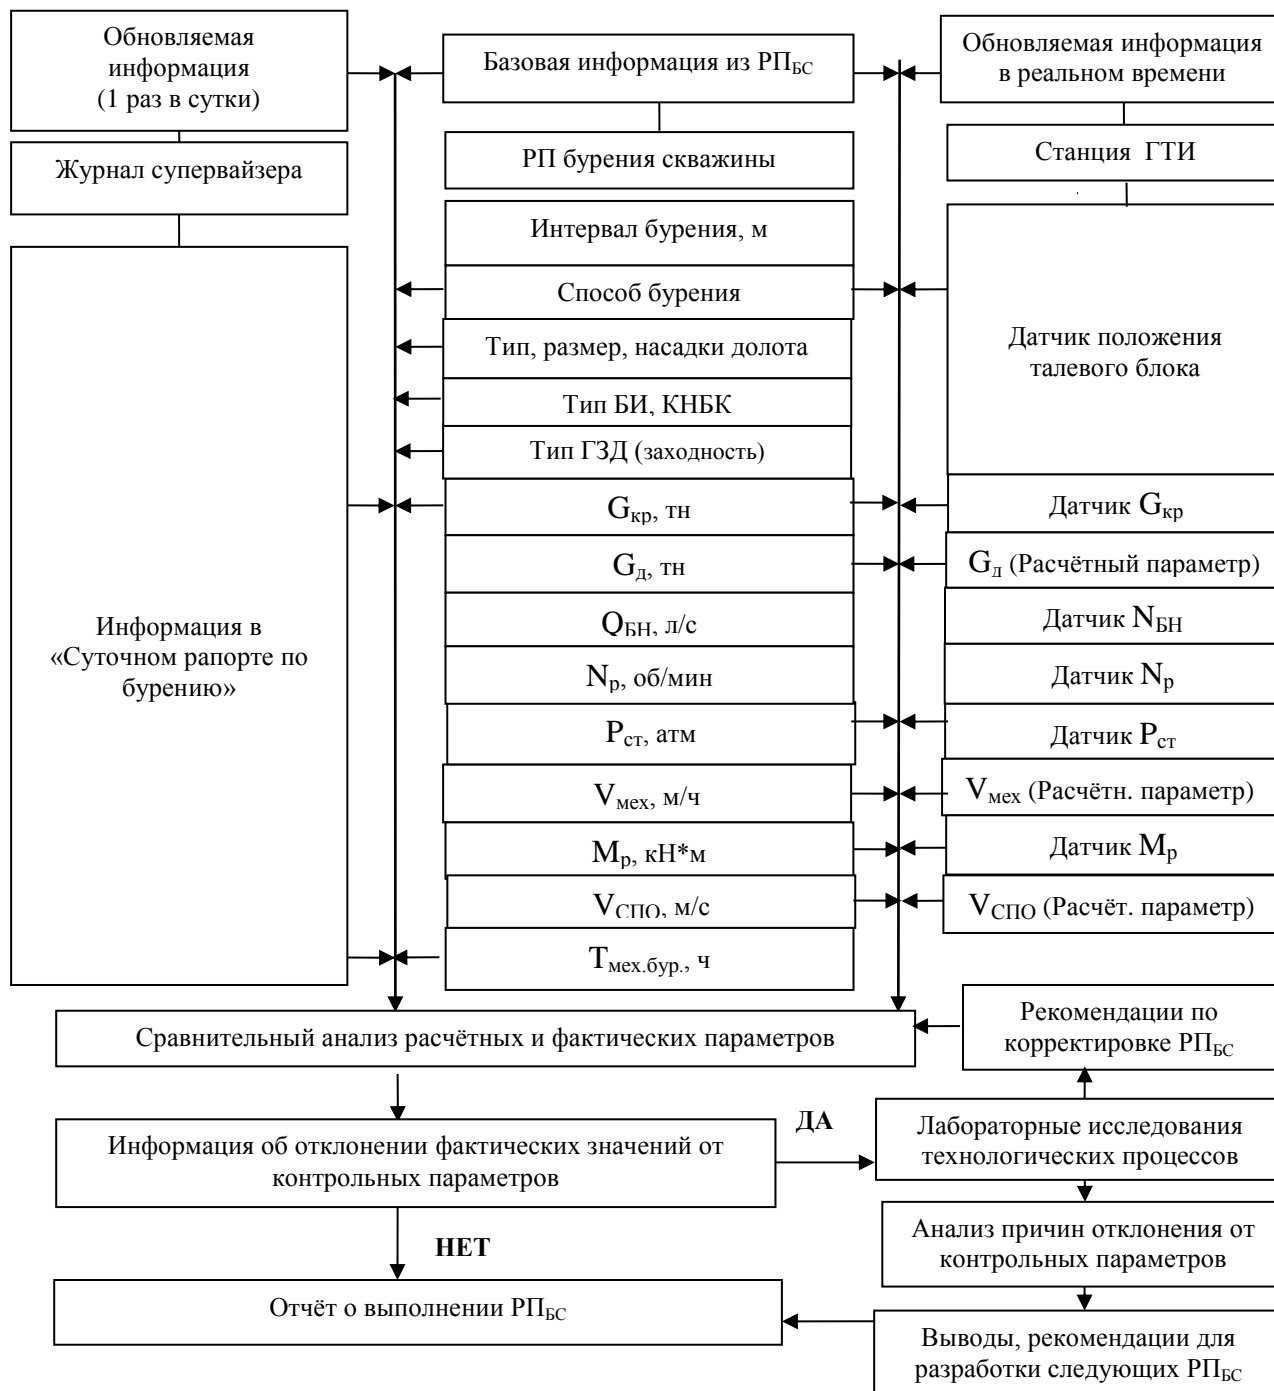 Обновляемая
информация
(1 раз в сутки)
Базовая информация из РП_БС
Обновляемая информация
в реальном времени
Журнал супервайзера
РП бурения скважины
Станция ГТИ
Интервал бурения, м
Способ бурения
Тип, размер, насадки долота
Тип БИ, КНБК
Тип ГЗД (заходность)
Датчик положения
талевого блока
G_кр, тн
Датчик G_кр
G_д, тн
G_д (Расчётный параметр)
Информация в
«Суточном рапорте по
бурению»
Q_БН, л/с
Датчик N_БН
N_р, об/мин
Датчик N_р
P_ст, атм
Датчик P_ст
V_мех, м/ч
V_мех (Расчётн. параметр)
M_р, кН*м
Датчик M_р
V_СПО, м/с
V_СПО (Расчёт. параметр)
T_мех.бур., ч
Сравнительный анализ расчётных и фактических параметров
Рекомендации по
корректировке РП_БС
Информация об отклонении фактических значений от
контрольных параметров
ДА
Лабораторные исследования
технологических процессов
НЕТ
Анализ причин отклонения от
контрольных параметров
Отчёт о выполнении РП_БС
Выводы, рекомендации для
разработки следующих РП_БС